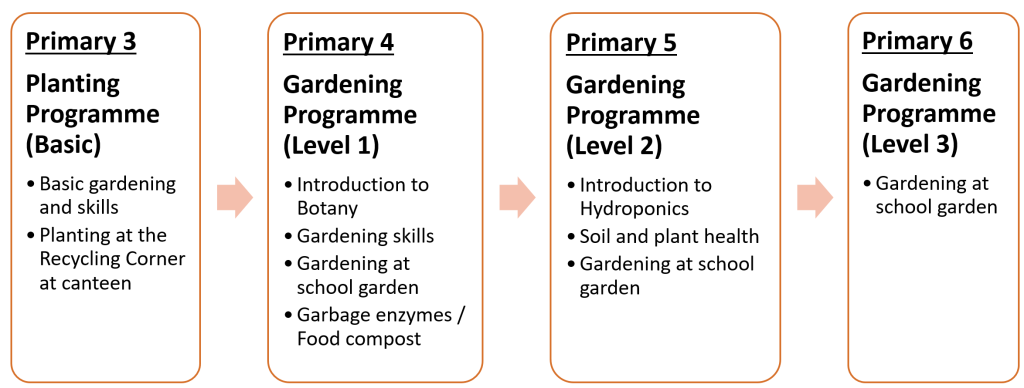 Primary 3
Planting
Programme
(Basic)
• Basic gardening
and skills
• Planting at the
Recycling Corner
at canteen
Primary 4
Gardening
Programme
(Level 1)
• Introduction to
Botany
• Gardening skills
• Gardening at
school garden
• Garbage enzymes /
Food compost
Primary 5
Gardening
Programme
(Level 2)
• Introduction to
Hydroponics
• Soil and plant health
• Gardening at school
garden
Primary 6
Gardening
Programme
(Level 3)
• Gardening at
school garden